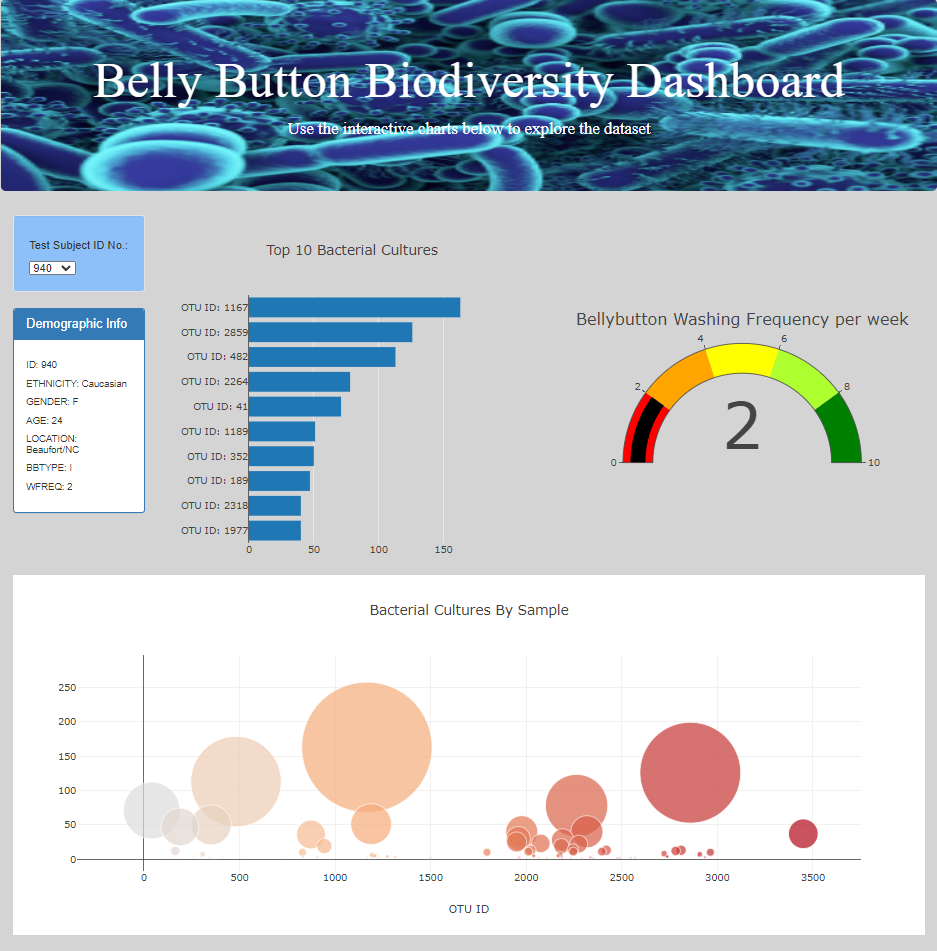 Belly Button Biodiversity Dashboard
Use the interactive charts below to explore the dataset
Test Subject ID No.:
940
Demographic Info
ID: 940
ETHNICITY: Caucasian
GENDER: F
AGE: 24
LOCATION:
Beaufort/NC
BBTYPE: I
WFREQ: 2
Top 10 Bacterial Cultures
OTU ID: 1167
OTU ID: 2859
OTU ID: 482
OTU ID: 2264
OTU ID: 41
OTU ID: 1189
OTU ID: 352
OTU ID: 189
OTU ID: 2318
OTU ID: 1977
0 50 100 150
Bellybutton Washing Frequency per week
4 6
2 8
2
0 10
Bacterial Cultures By Sample
250
200
150
100
50
0
0 500 1000 1500 2000 2500 3000 3500
OTU ID